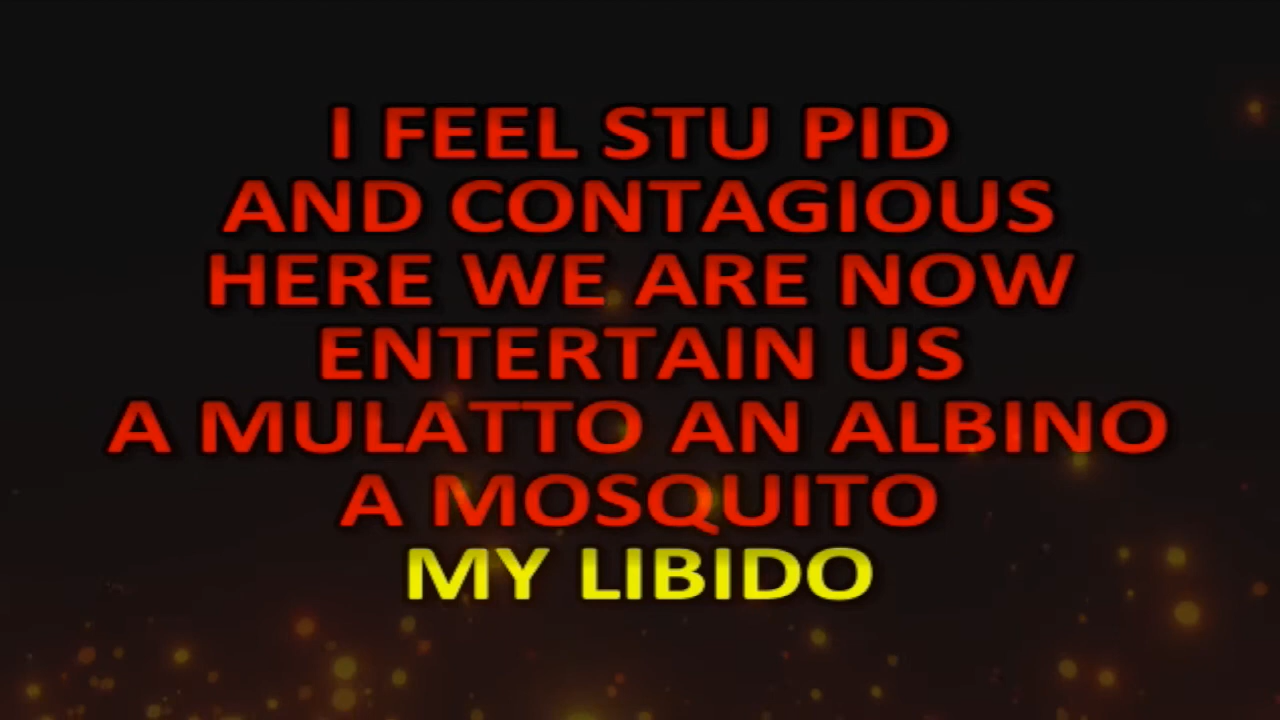 I FEEL STU PID
AND CONTAGIOUS
HERE WE ARE NOW
ENTERTAIN US
A MULATTO AN ALBINO
A MOSQUITO
MY LIBIDO